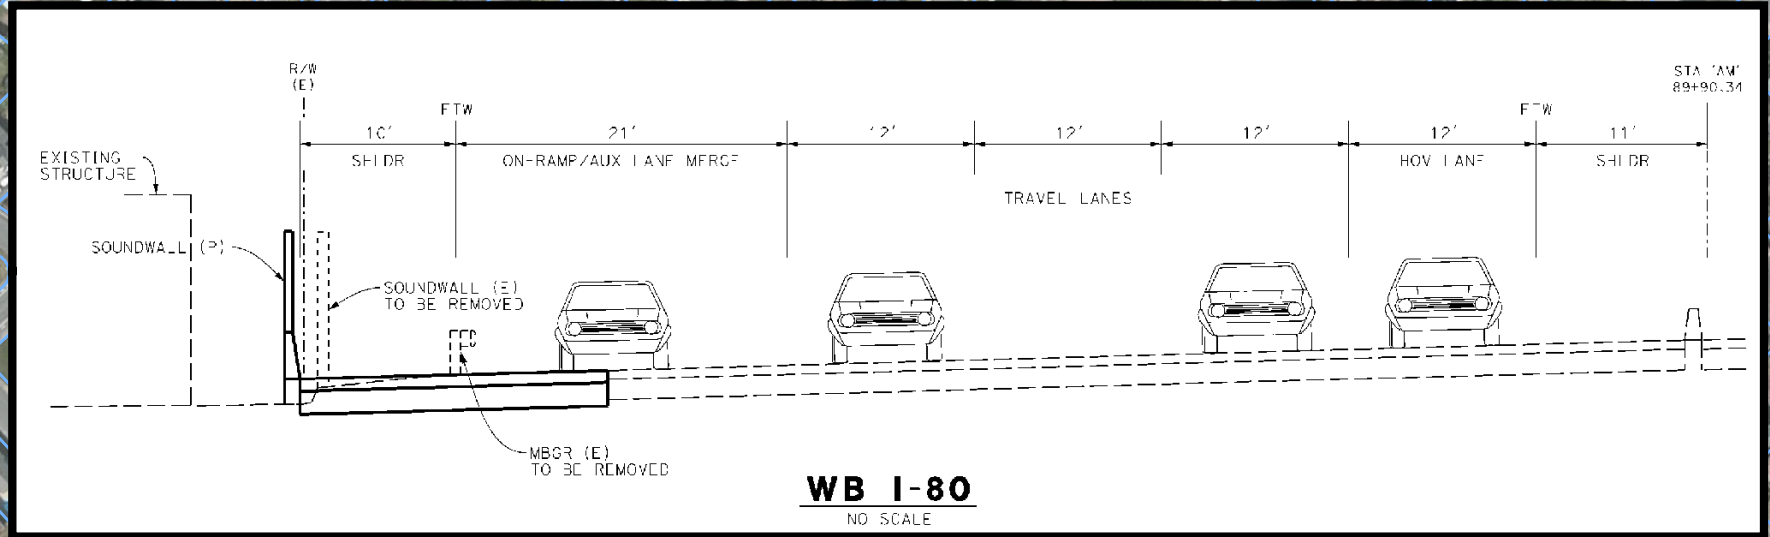 R/W
(E)
STA "AM"
89+90.34
ETW
ETW
10'
21'
12'
12'
12'
12'
11'
EXISTING
STRUCTURE
SHLDR
ON-RAMP/AUX LANE MERGE
HOV LANE
SHLDR
TRAVEL LANES
SOUNDWALL (P)
SOUNDWALL (E)
TO BE REMOVED
MBGR (E)
TO BE REMOVED
WB I-80
NO SCALE